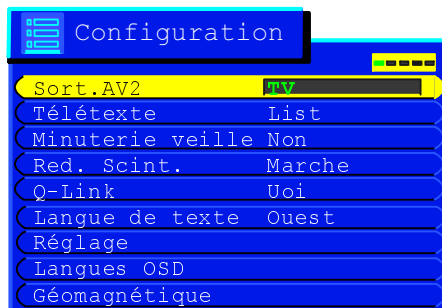 Configuration
Sort.AV2 TV
Télétexte List
Minuterie veille Non
Red. Scint. Marche
Q-Link Uoi
Langue de texte Ouest
Réglage
Langues OSD
Géomagnétique